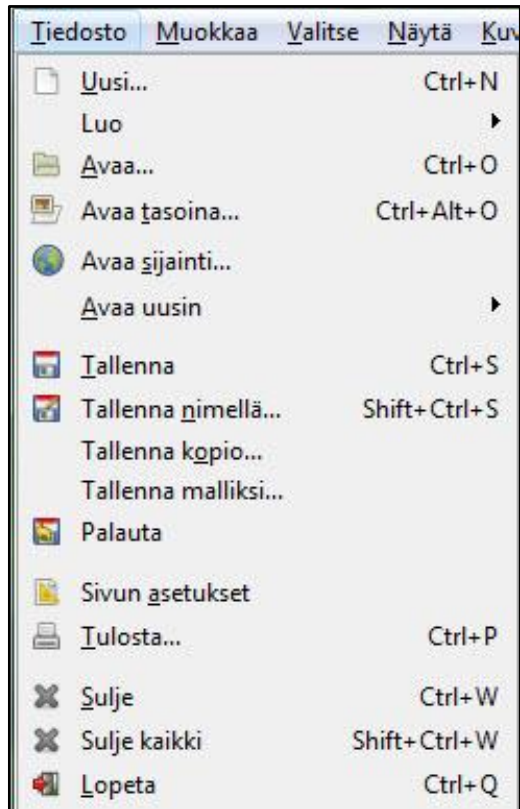 Tiedosto Muokkaa Valitse Näytä Kuv
Uusi... Ctrl+N
Luo
Avaa... Ctrl+O
Avaa tasoina... Ctrl+Alt+O
Avaa sijainti...
Avaa uusin
Tallenna Ctrl+S
Tallenna nimellä... Shift+Ctrl+S
Tallenna kopio...
Tallenna malliksi...
Palauta
Sivun asetukset
Tulosta... Ctrl+P
Sulje Ctrl+W
Sulje kaikki Shift+Ctrl+W
Lopeta Ctrl+Q